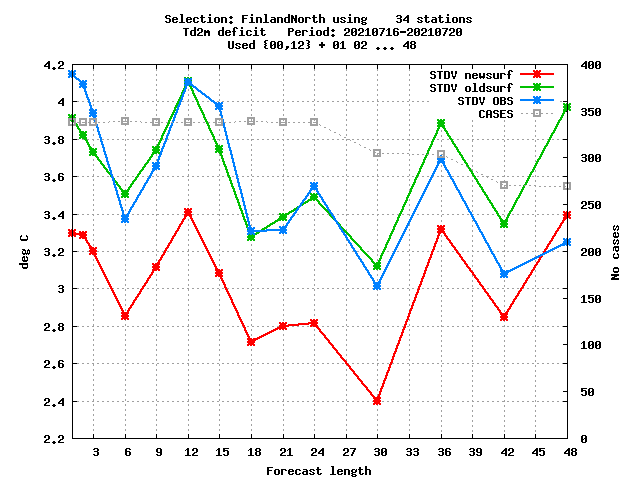 Selection: FinlandNorth using    34 stations
Td2m deficit   Period: 20210716-20210720
Used {00,12} + 01 02 ... 48
4.2 400
STDV newsurf
STDV oldsurf
STDV OBS
CASES
4 350
3.8
3.6 300
3.4 250
3.2 200
3 150
2.8
2.6 100
2.4 50
2.2 0
deg C
No cases
3 6 9 12 15 18 21 24 27 30 33 36 39 42 45 48
Forecast length